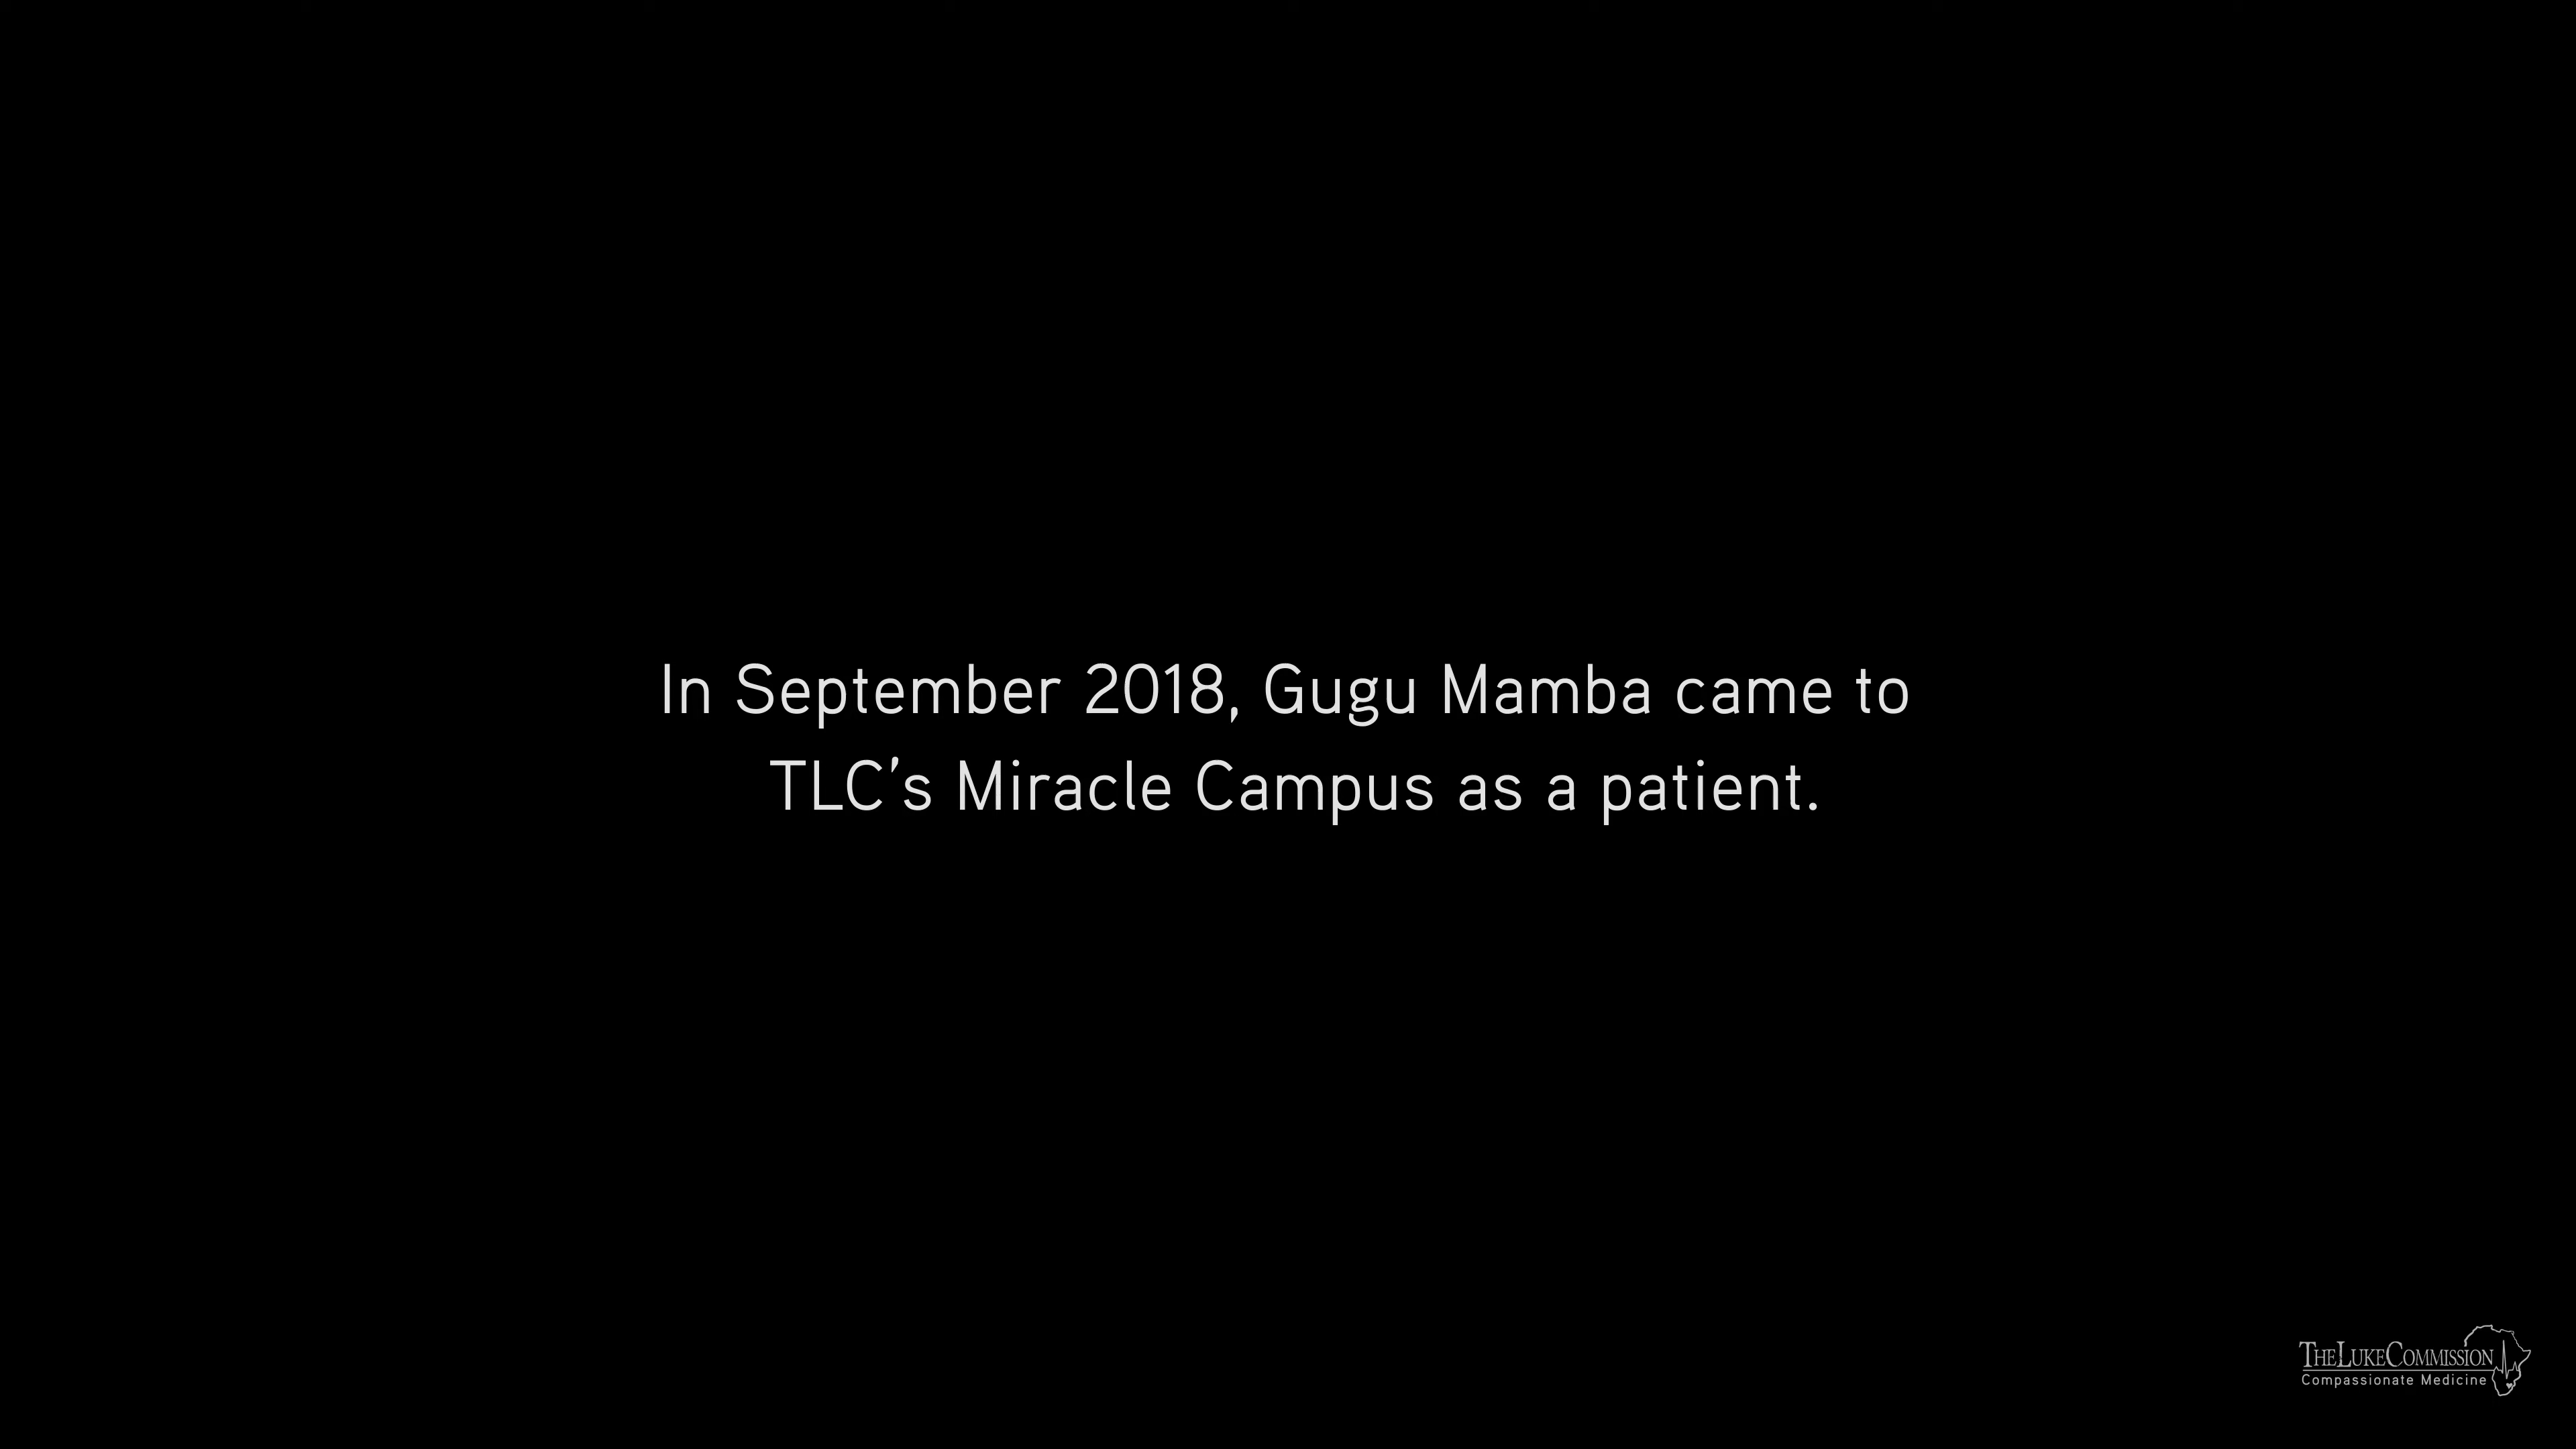 In September 2018, Gugu Mamba came to
TLC’s Miracle Campus as a patient.
THELUKECOMMISSION
Compassionate Medicine